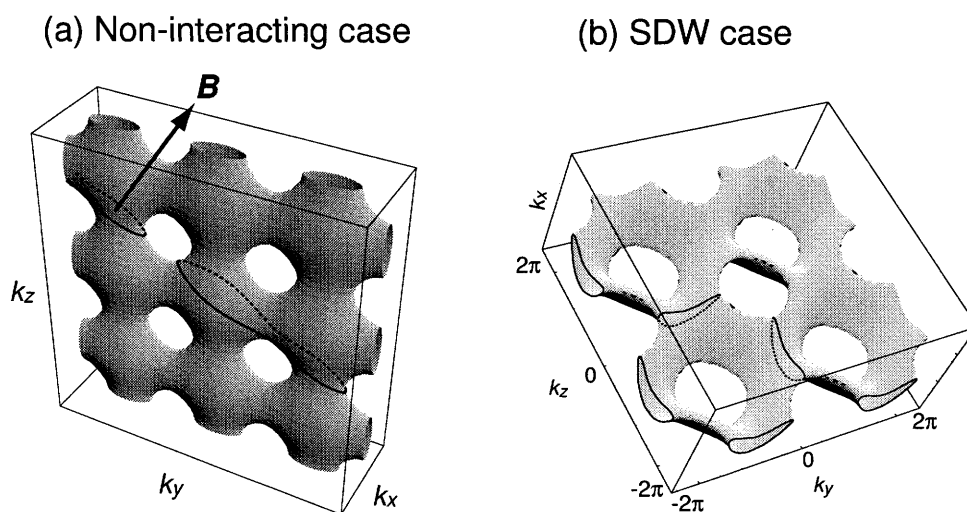 (a) Non-interacting case
(b) SDW case
B
kz
ky
kx
kx
2π
kz
0
-2π
-2π
0
ky
2π